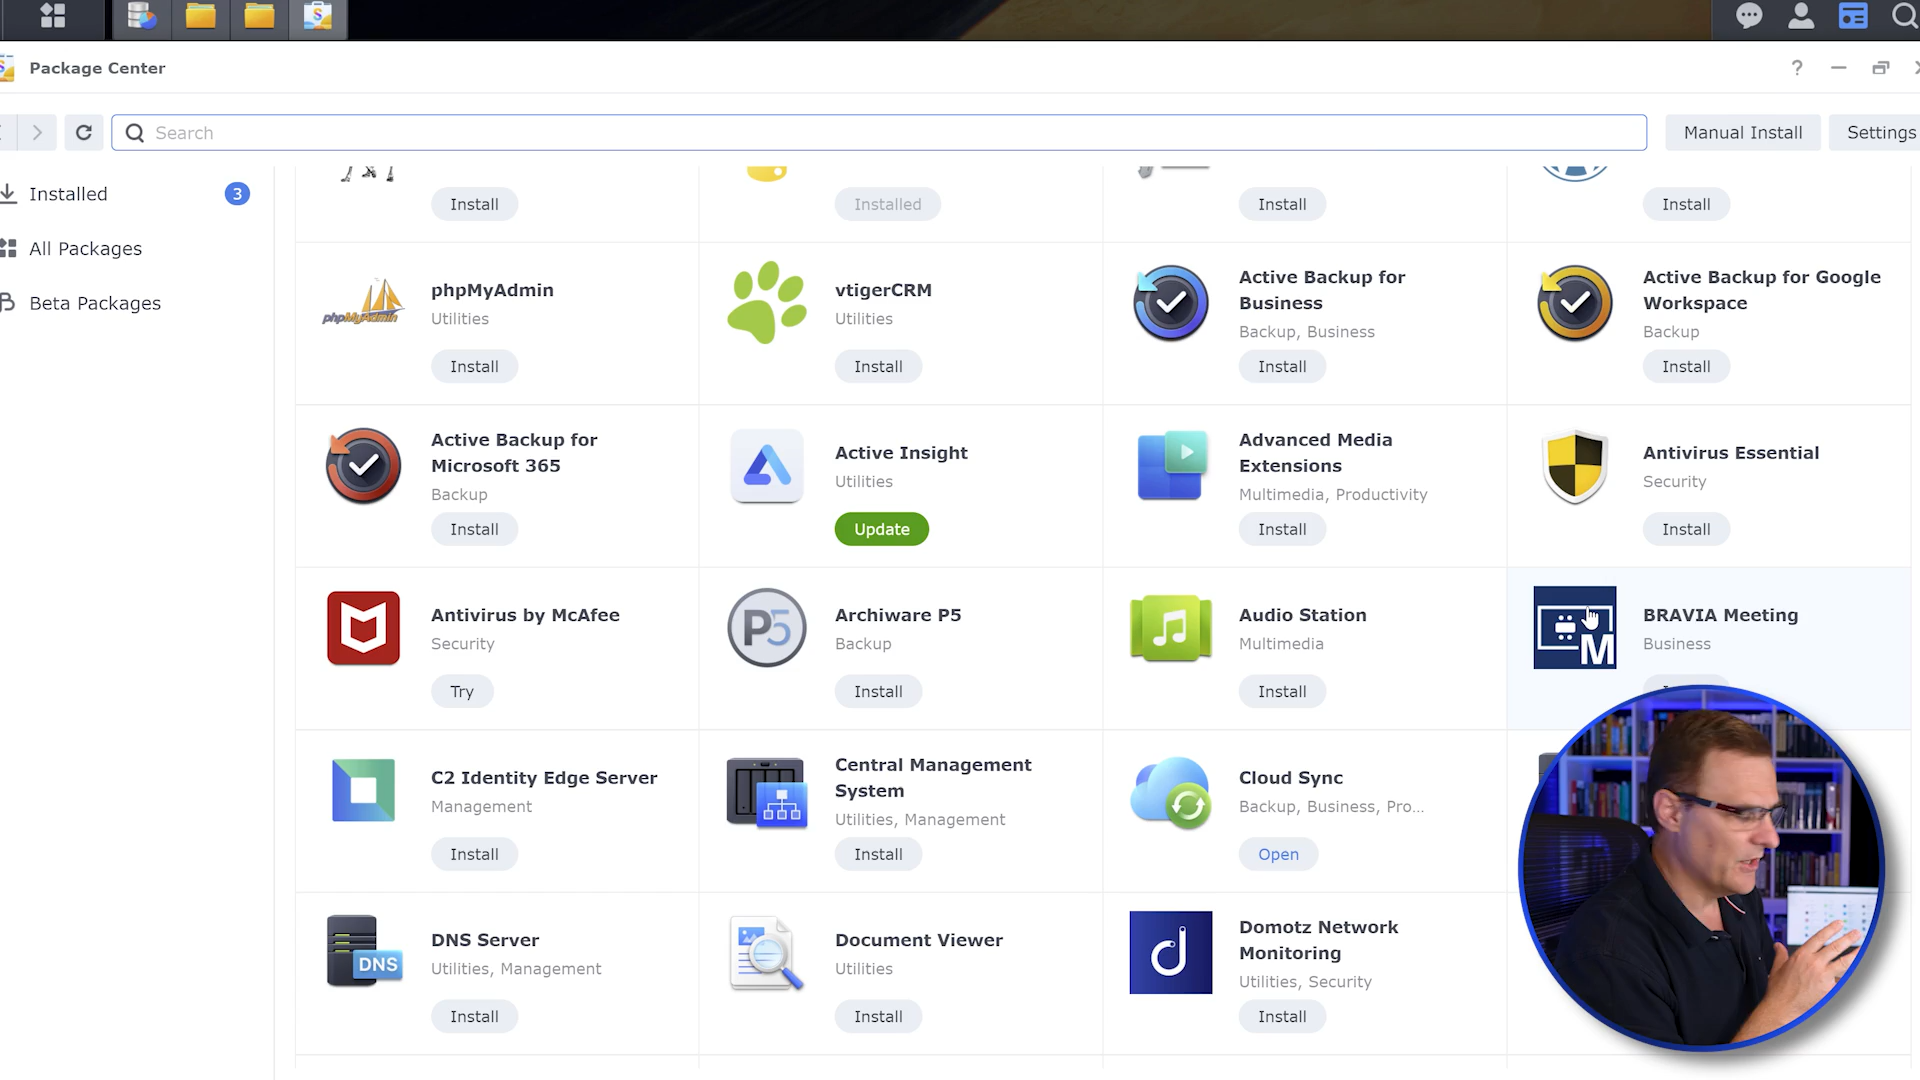 Package Center
Search
Manual Install
Settings
Installed
3
All Packages
Beta Packages
Install
Installed
Install
Install
phpMyAdmin
phpMyAdmin
Utilities
Install
vtigerCRM
Utilities
Install
Active Backup for
Business
Backup, Business
Install
Active Backup for Google
Workspace
Backup
Install
Active Backup for
Microsoft 365
Backup
Install
Active Insight
Utilities
Update
Advanced Media
Extensions
Multimedia, Productivity
Install
Antivirus Essential
Security
Install
Antivirus by McAfee
Security
Try
P5
Archiware P5
Backup
Install
Audio Station
Multimedia
Install
M
BRAVIA Meeting
Business
C2 Identity Edge Server
Management
Install
Central Management
System
Utilities, Management
Install
Cloud Sync
Backup, Business, Pro...
Open
DNS
DNS Server
Utilities, Management
Install
Document Viewer
Utilities
Install
d
Domotz Network
Monitoring
Utilities, Security
Install